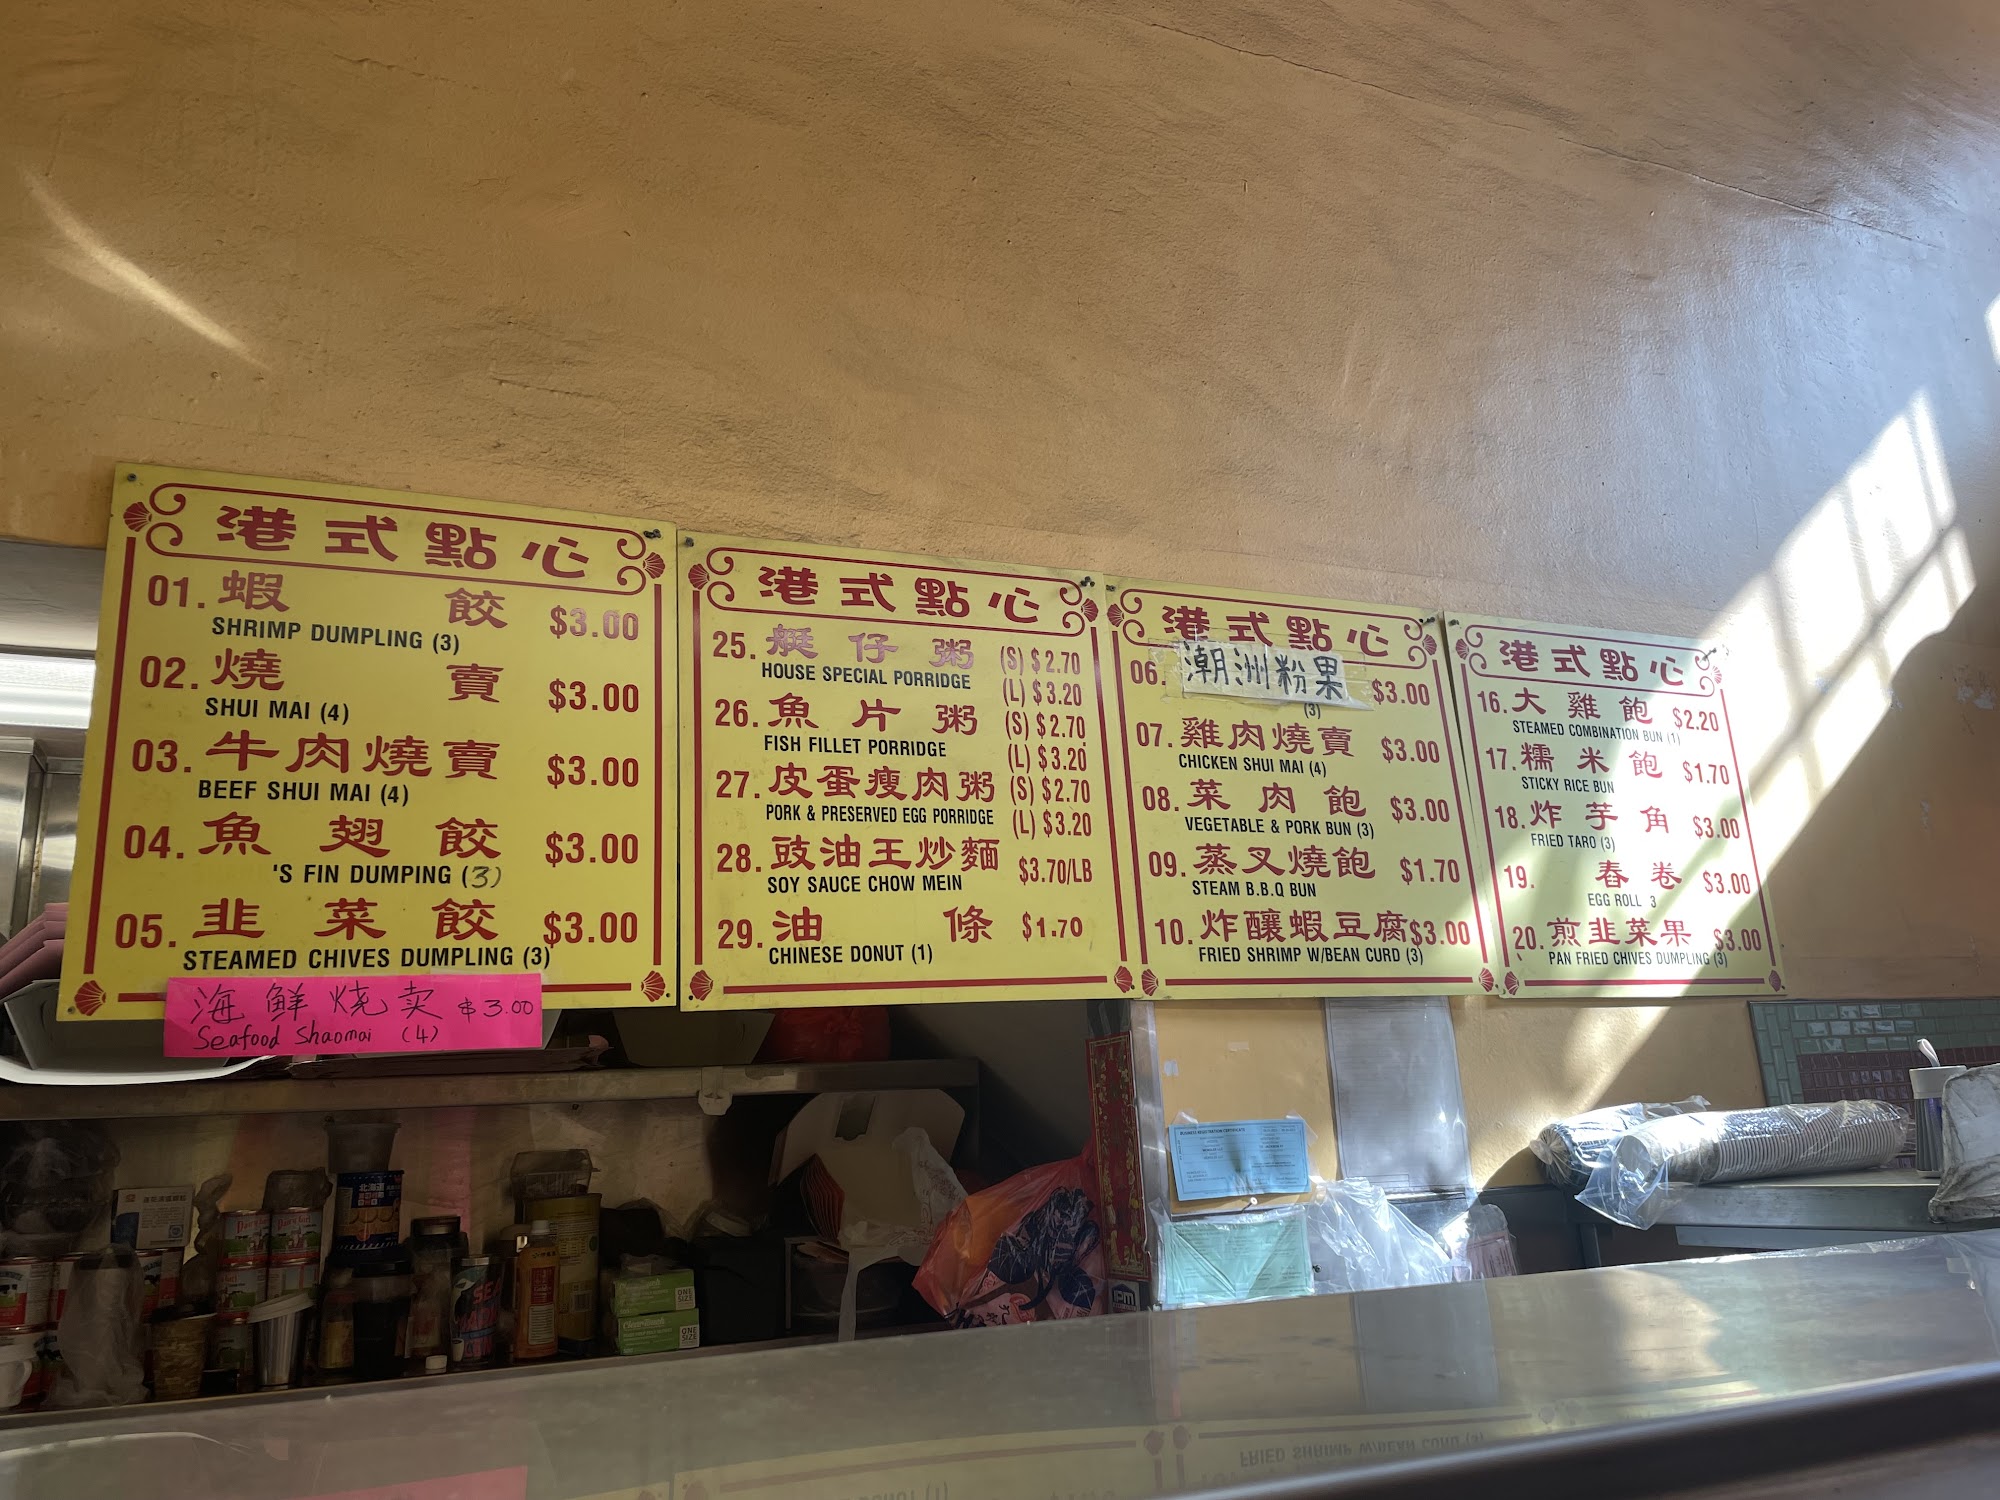 港式點心
01. 蝦餃 $3.00
SHRIMP DUMPLING (3)
02. 燒賣 $3.00
SHUI MAI (4)
03. 牛肉燒賣 $3.00
BEEF SHUI MAI (4)
04. 魚翅餃 $3.00
'S FIN DUMPING (3)
05. 韭菜餃 $3.00
STEAMED CHIVES DUMPLING (3)
海鮮烧卖 $3.00
Seafood Shaomai (4)
港式點心
25. 艇仔粥 (S) $2.70
HOUSE SPECIAL PORRIDGE (L) $3.20
26. 魚片粥 (S) $2.70
FISH FILLET PORRIDGE (L) $3.20
27. 皮蛋瘦肉粥 (S) $2.70
PORK & PRESERVED EGG PORRIDGE (L) $3.20
28. 豉油王炒麵 $3.70/LB
SOY SAUCE CHOW MEIN
29. 油條 $1.70
CHINESE DONUT (1)
港式點心
06. 潮洲粉果 $3.00
(3)
07. 雞肉燒賣 $3.00
CHICKEN SHUI MAI (4)
08. 菜肉飽 $3.00
VEGETABLE & PORK BUN (3)
09. 蒸叉燒飽 $1.70
STEAM B.B.Q BUN
10. 炸釀蝦豆腐 $3.00
FRIED SHRIMP W/BEAN CURD (3)
港式點心
16. 大雞飽 $2.20
STEAMED COMBINATION BUN (1)
17. 糯米飽 $1.70
STICKY RICE BUN
18. 炸芋角 $3.00
FRIED TARO (3)
19. 春卷 $3.00
EGG ROLL 3
20. 煎韭菜果 $3.00
PAN FRIED CHIVES DUMPLING (3)
BUSINESS REGISTRATION CERTIFICATE
北海道
ONE SIZE
ONE SIZE